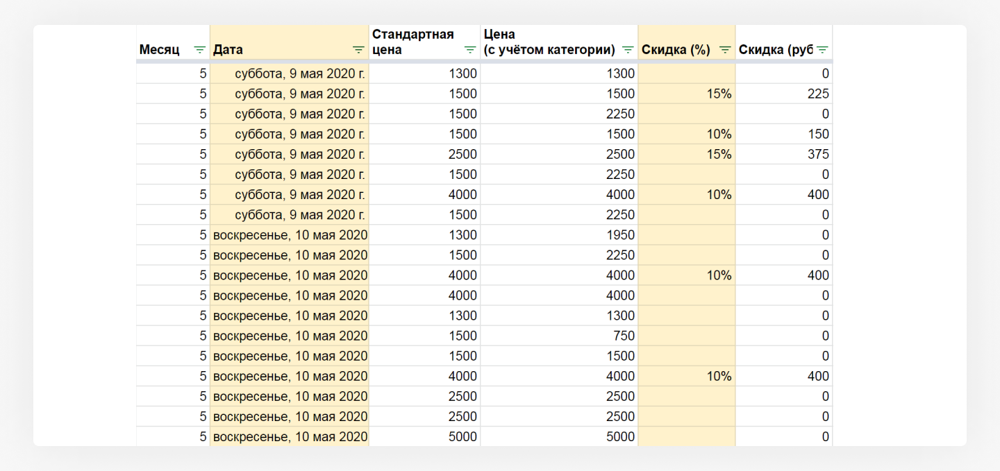 Месяц Дата Стандартная цена Цена (с учётом категории) Скидка (%) Скидка (руб
5 суббота, 9 мая 2020 г. 1300 1300 0
5 суббота, 9 мая 2020 г. 1500 1500 15% 225
5 суббота, 9 мая 2020 г. 1500 2250 0
5 суббота, 9 мая 2020 г. 1500 1500 10% 150
5 суббота, 9 мая 2020 г. 2500 2500 15% 375
5 суббота, 9 мая 2020 г. 1500 2250 0
5 суббота, 9 мая 2020 г. 4000 4000 10% 400
5 суббота, 9 мая 2020 г. 1500 2250 0
5 воскресенье, 10 мая 2020 1300 1950 0
5 воскресенье, 10 мая 2020 1500 2250 0
5 воскресенье, 10 мая 2020 4000 4000 10% 400
5 воскресенье, 10 мая 2020 4000 4000 0
5 воскресенье, 10 мая 2020 1300 1300 0
5 воскресенье, 10 мая 2020 1500 750 0
5 воскресенье, 10 мая 2020 1500 1500 0
5 воскресенье, 10 мая 2020 4000 4000 10% 400
5 воскресенье, 10 мая 2020 2500 2500 0
5 воскресенье, 10 мая 2020 2500 2500 0
5 воскресенье, 10 мая 2020 5000 5000 0